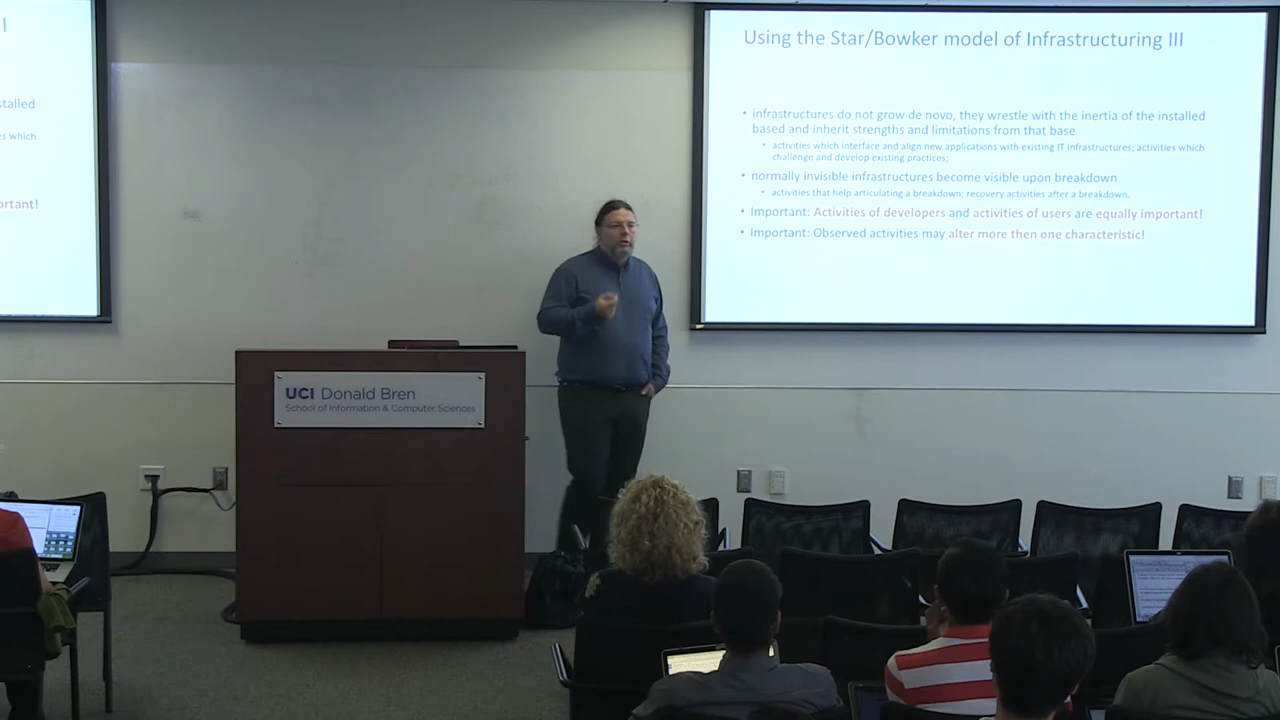 l
stalled
es which
ortant!
Using the Star/Bowker model of Infrastructuring III
• infrastructures do not grow de novo, they wrestle with the inertia of the installed
based and inherit strengths and limitations from that base
• activities which interface and align new applications with existing IT infrastructures; activities which
challenge and develop existing practices;
• normally invisible infrastructures become visible upon breakdown
• activities that help articulating a breakdown; recovery activities after a breakdown.
• Important: Activities of developers and activities of users are equally important!
• Important: Observed activities may alter more then one characteristic!
UCI Donald Bren
School of Information & Computer Sciences